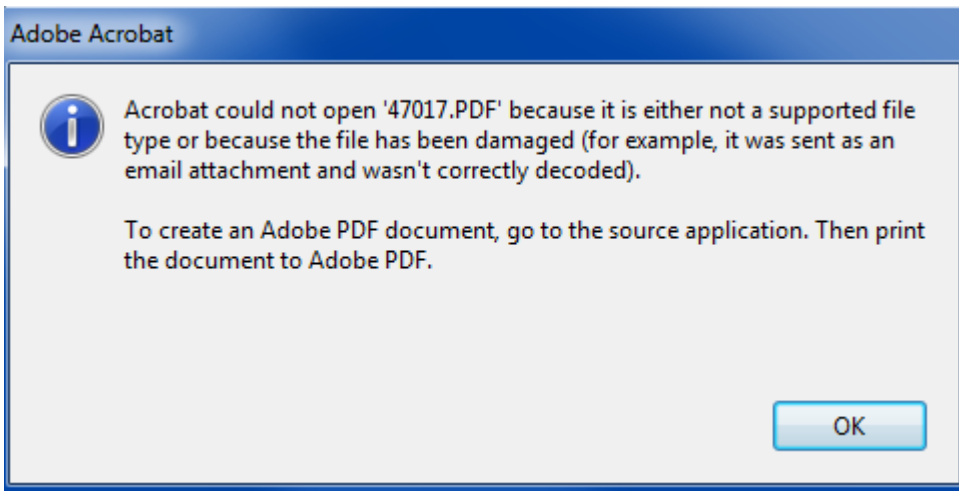 Adobe Acrobat
Acrobat could not open '47017.PDF' because it is either not a supported file
type or because the file has been damaged (for example, it was sent as an
email attachment and wasn't correctly decoded).
To create an Adobe PDF document, go to the source application. Then print
the document to Adobe PDF.
OK